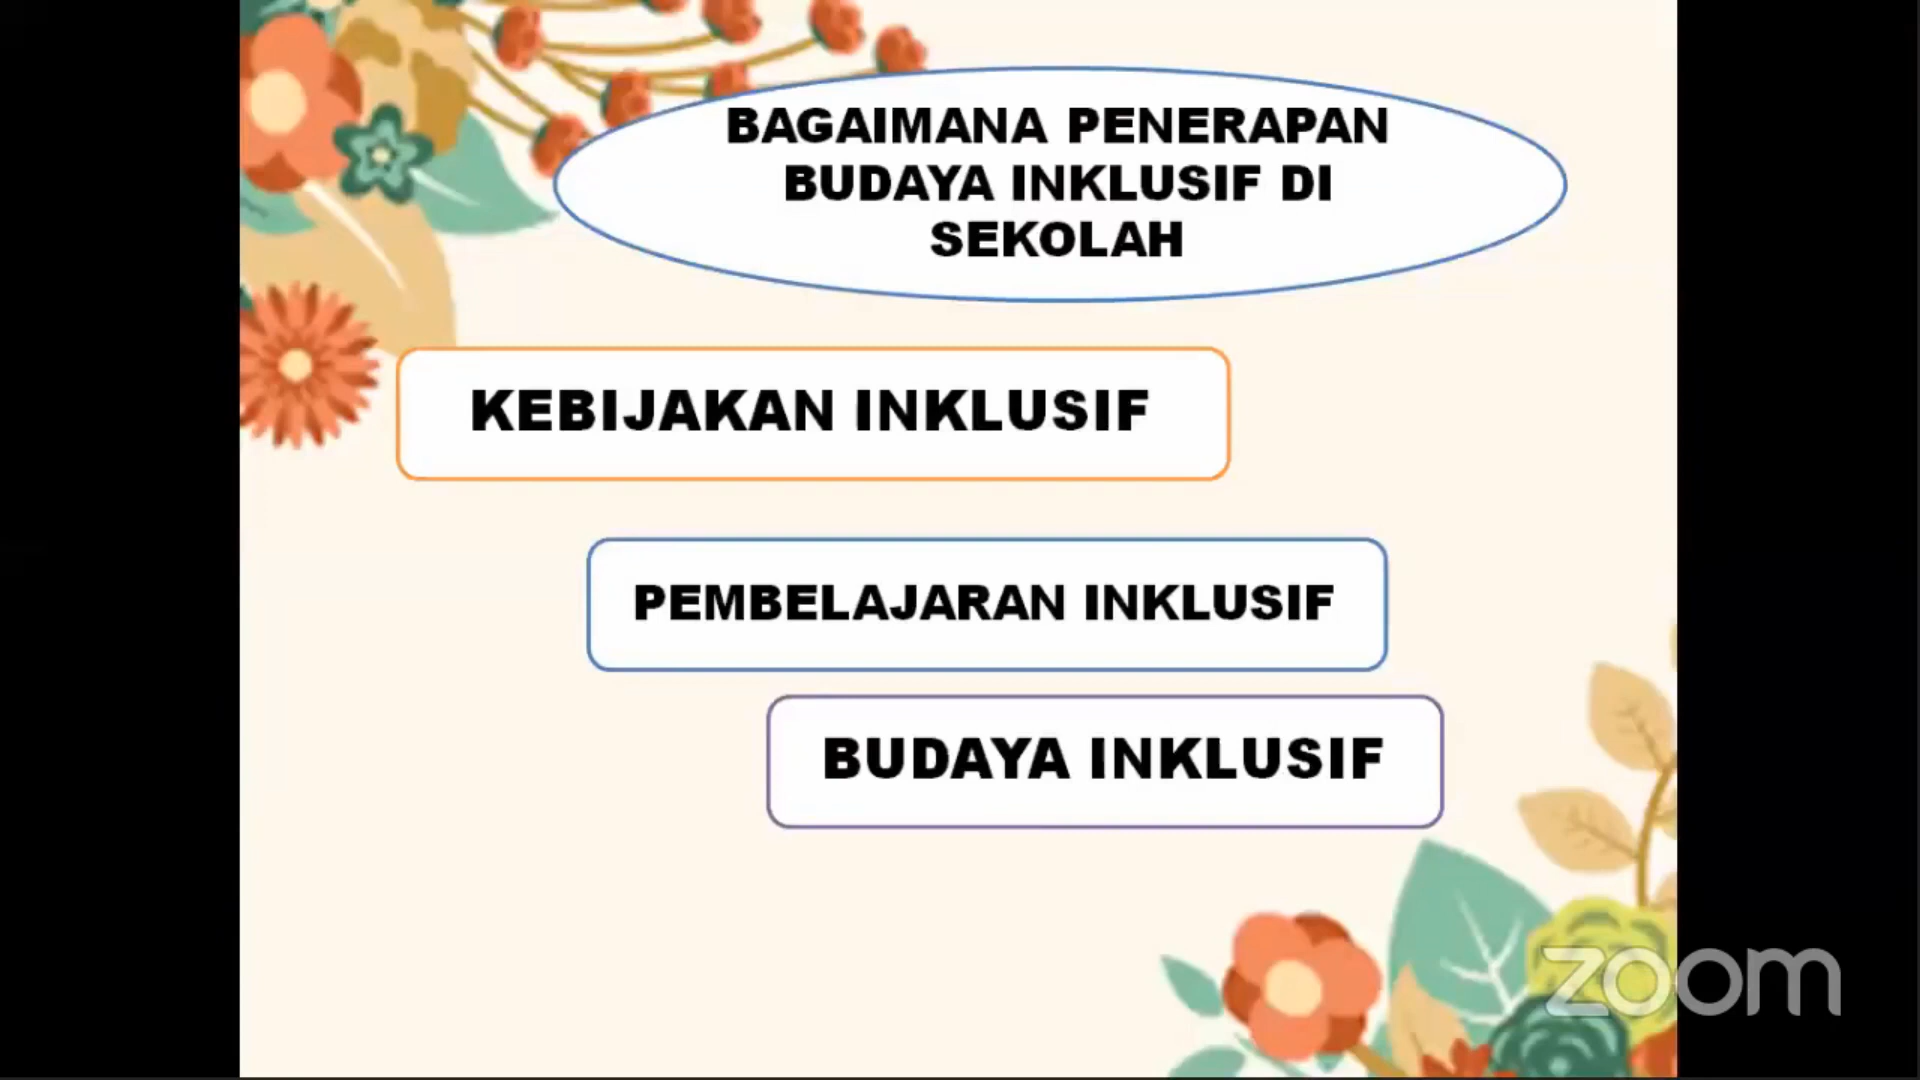 BAGAIMANA PENERAPAN
BUDAYA INKLUSIF DI
SEKOLAH
KEBIJAKAN INKLUSIF
PEMBELAJARAN INKLUSIF
BUDAYA INKLUSIF
zoom